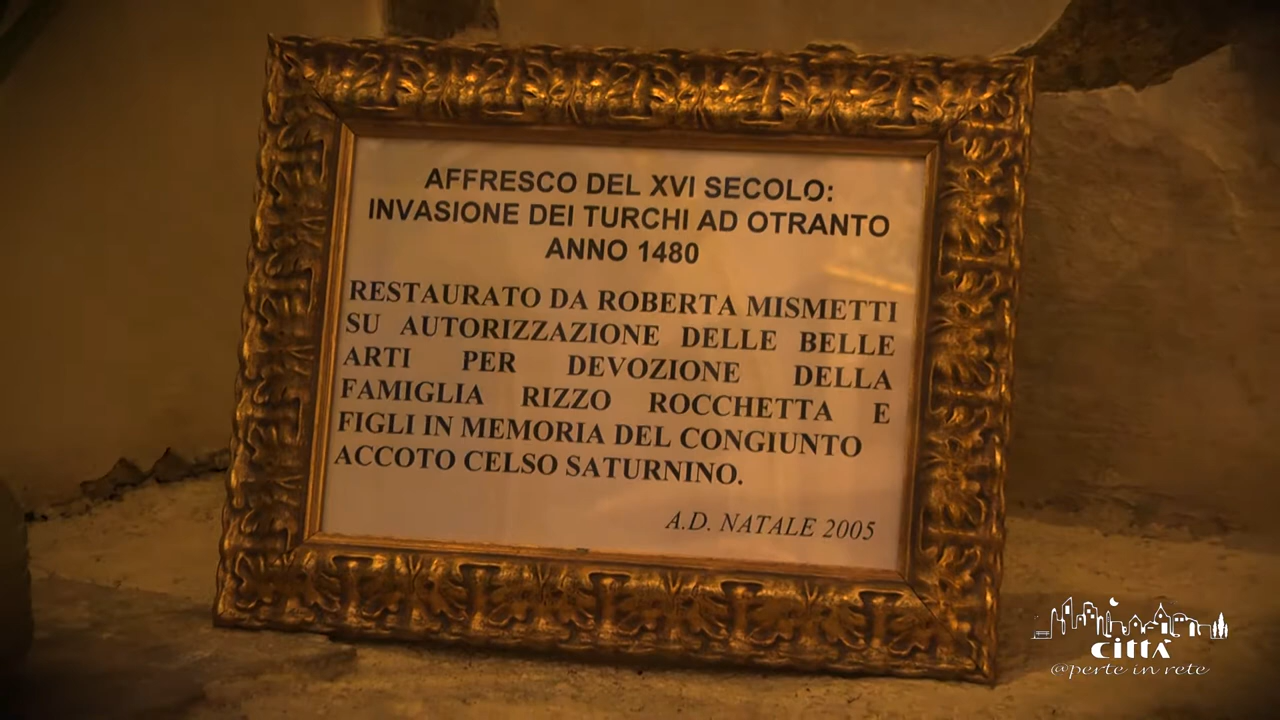 AFFRESCO DEL XVI SECOLO:
INVASIONE DEI TURCHI AD OTRANTO
ANNO 1480
RESTAURATO DA ROBERTA MISMETTI
SU AUTORIZZAZIONE DELLE BELLE
ARTI PER DEVOZIONE DELLA
FAMIGLIA RIZZO ROCCHETTA E
FIGLI IN MEMORIA DEL CONGIUNTO
ACCOTO CELSO SATURNINO.
A.D. NATALE 2005
CITTÀ
@perte in rete